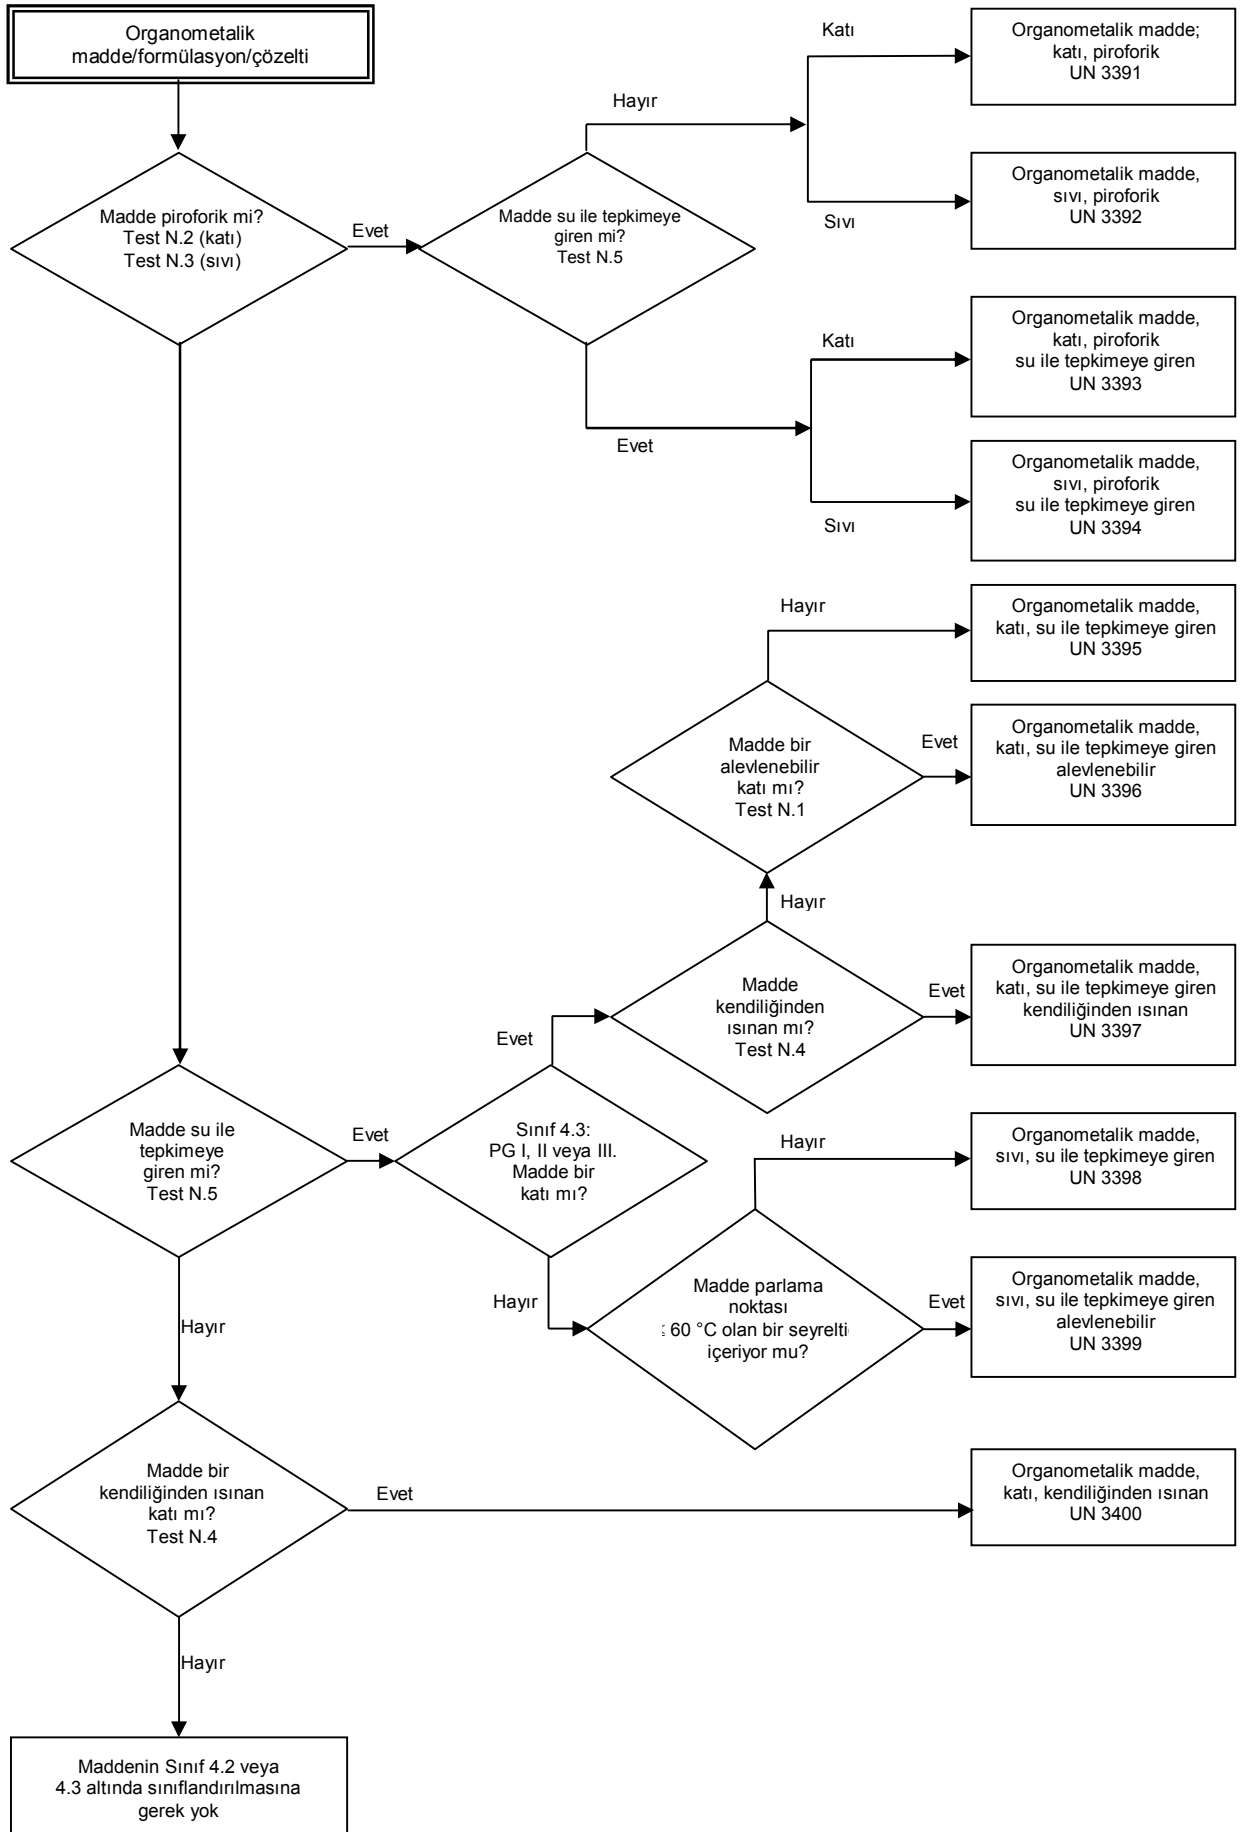 Organometalik
madde/formülasyon/çözelti
Katı
Organometalik madde;
katı, piroforik
UN 3391
Hayır
Organometalik madde,
sıvı, piroforik
UN 3392
Sıvı
Madde piroforik mi?
Test N.2 (katı)
Test N.3 (sıvı)
Evet
Madde su ile tepkimeye
giren mi?
Test N.5
Katı
Organometalik madde,
katı, piroforik
su ile tepkimeye giren
UN 3393
Evet
Organometalik madde,
sıvı, piroforik
su ile tepkimeye giren
UN 3394
Sıvı
Hayır
Organometalik madde,
katı, su ile tepkimeye giren
UN 3395
Madde bir
alevlenebilir
katı mı?
Test N.1
Evet
Organometalik madde,
katı, su ile tepkimeye giren
alevlenebilir
UN 3396
Hayır
Madde
kendiliğinden
ısınan mı?
Test N.4
Evet
Organometalik madde,
katı, su ile tepkimeye giren
kendiliğinden ısınan
UN 3397
Evet
Madde su ile
tepkimeye
giren mi?
Test N.5
Evet
Sınıf 4.3:
PG I, II veya III.
Madde bir
katı mı?
Hayır
Organometalik madde,
sıvı, su ile tepkimeye giren
UN 3398
Hayır
Madde parlama
noktası
60 °C olan bir seyrelti
içeriyor mu?
Evet
Organometalik madde,
sıvı, su ile tepkimeye giren
alevlenebilir
UN 3399
Hayır
Madde bir
kendiliğinden ısınan
katı mı?
Test N.4
Evet
Organometalik madde,
katı, kendiliğinden ısınan
UN 3400
Hayır
Maddenin Sınıf 4.2 veya
4.3 altında sınıflandırılmasına
gerek yok